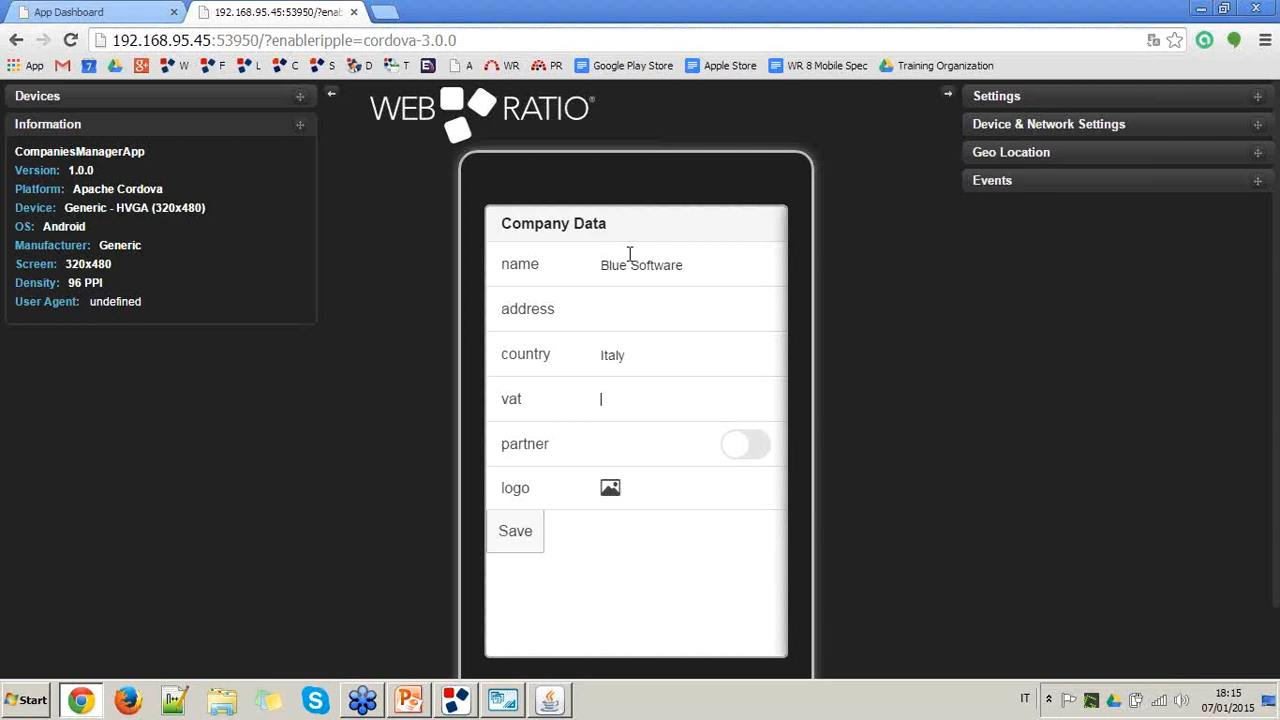 App Dashboard
192.168.95.45:53950/?enab
192.168.95.45:53950/?enableripple=cordova-3.0.0
App
7
W
F
L
C
S
D
T
A
WR
PR
Google Play Store
Apple Store
WR 8 Mobile Spec
Training Organization
Devices
Information
CompaniesManagerApp
Version: 1.0.0
Platform: Apache Cordova
Device: Generic - HVGA (320x480)
OS: Android
Manufacturer: Generic
Screen: 320x480
Density: 96 PPI
User Agent: undefined
WEB RATIO®
Company Data
name Blue Software
address
country Italy
vat
partner
logo
Save
Settings
Device & Network Settings
Geo Location
Events
Start
IT
18:15
07/01/2015